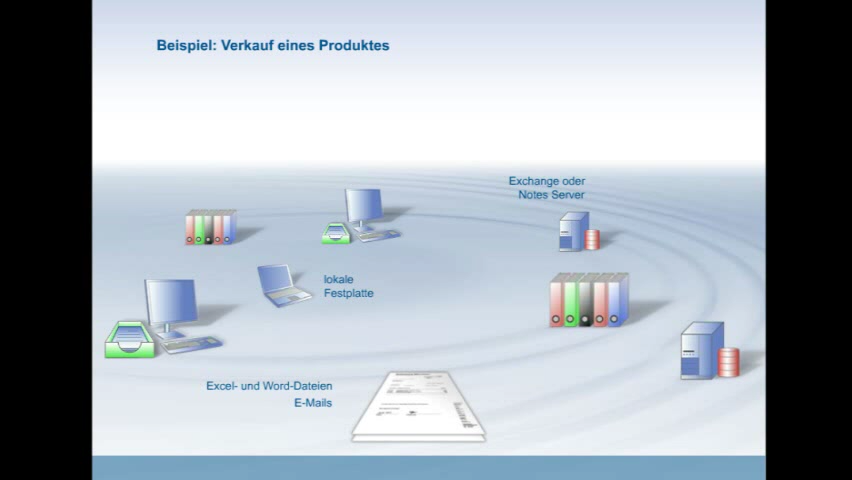 Beispiel: Verkauf eines Produktes
Exchange oder
Notes Server
lokale
Festplatte
Excel- und Word-Dateien
E-Mails